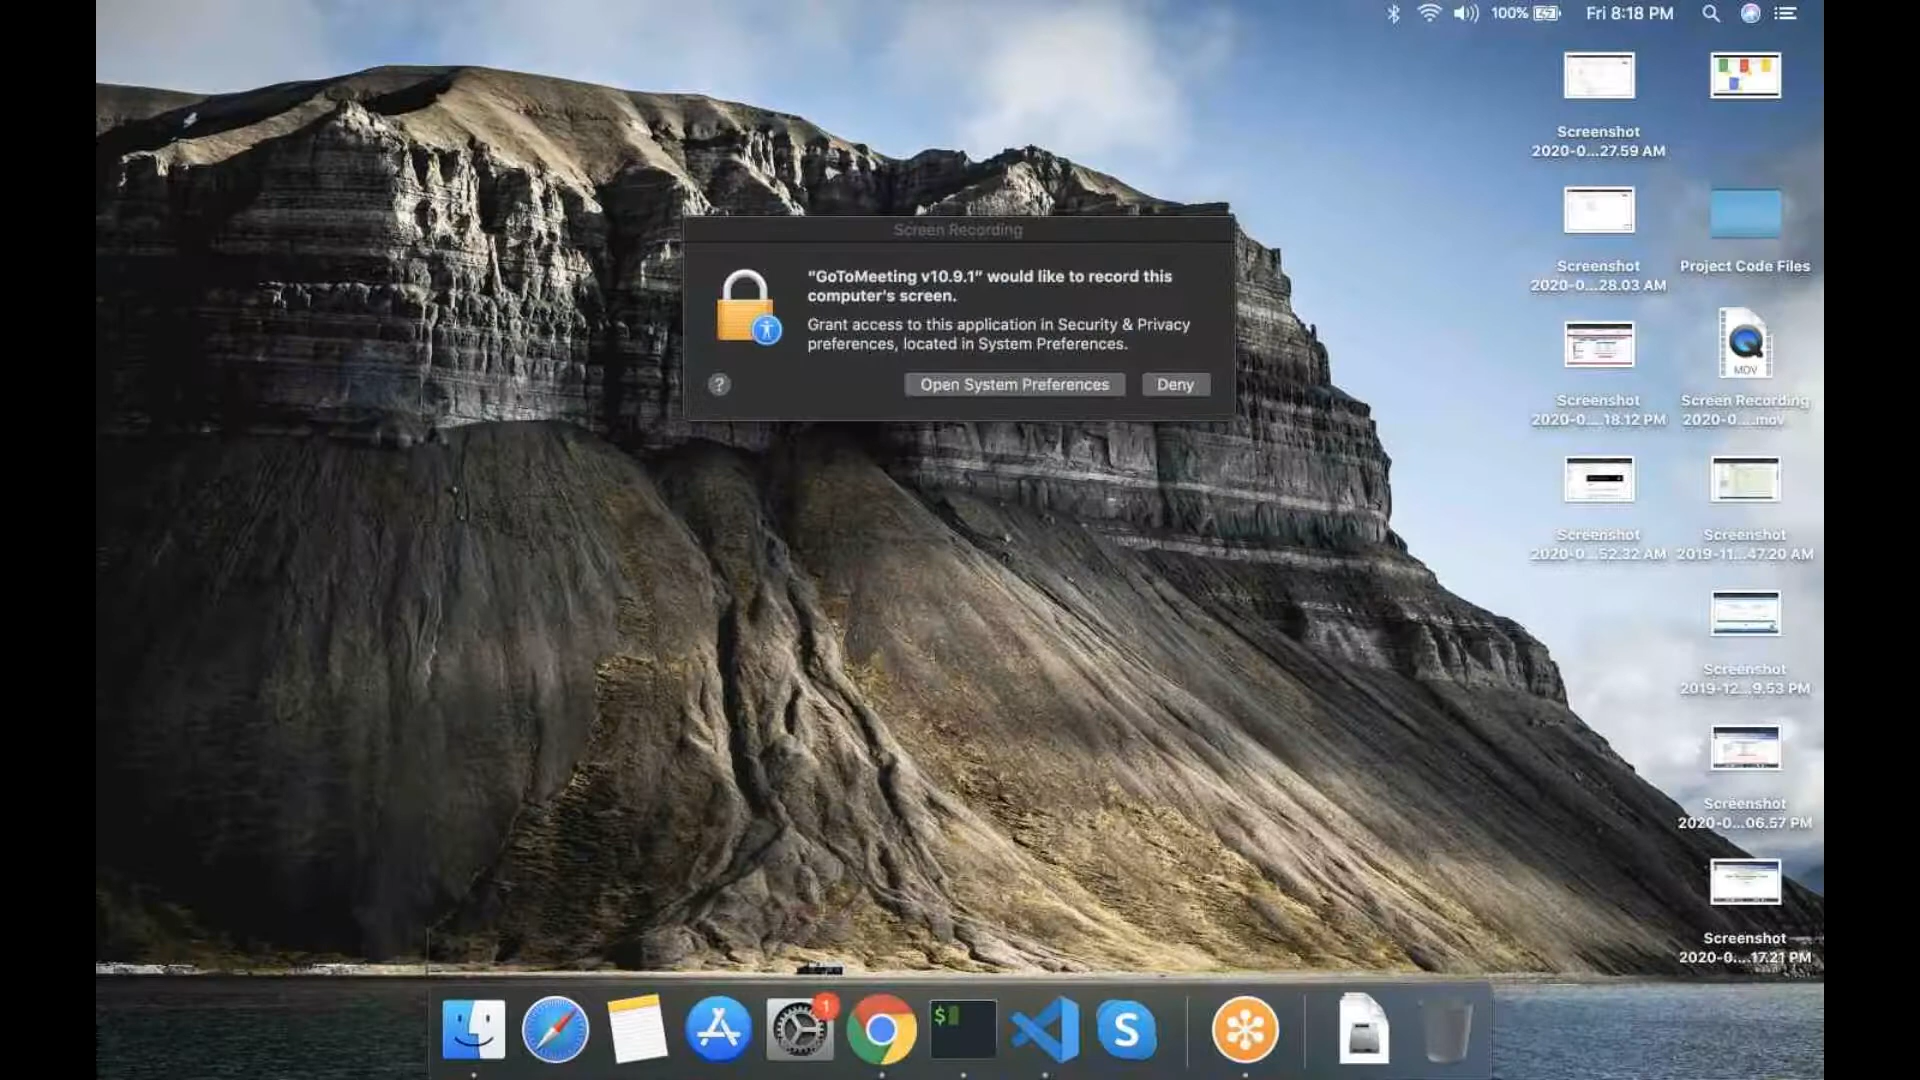 100% Fri 8:18 PM
Screenshot
2020-0...27.59 AM
Screenshot
2020-0...28.03 AM
Project Code Files
Screen Recording
"GoToMeeting v10.9.1" would like to record this
computer's screen.
Grant access to this application in Security & Privacy
preferences, located in System Preferences.
?
Open System Preferences
Deny
MOV
Screenshot
2020-0....18.12 PM
Screen Recording
2020-0....mov
Screenshot
2020-0...52.32 AM
Screenshot
2019-11...47.20 AM
Screenshot
2019-12...9.53 PM
Screenshot
2020-0...06.57 PM
Screenshot
2020-0....17.21 PM
1
$
S